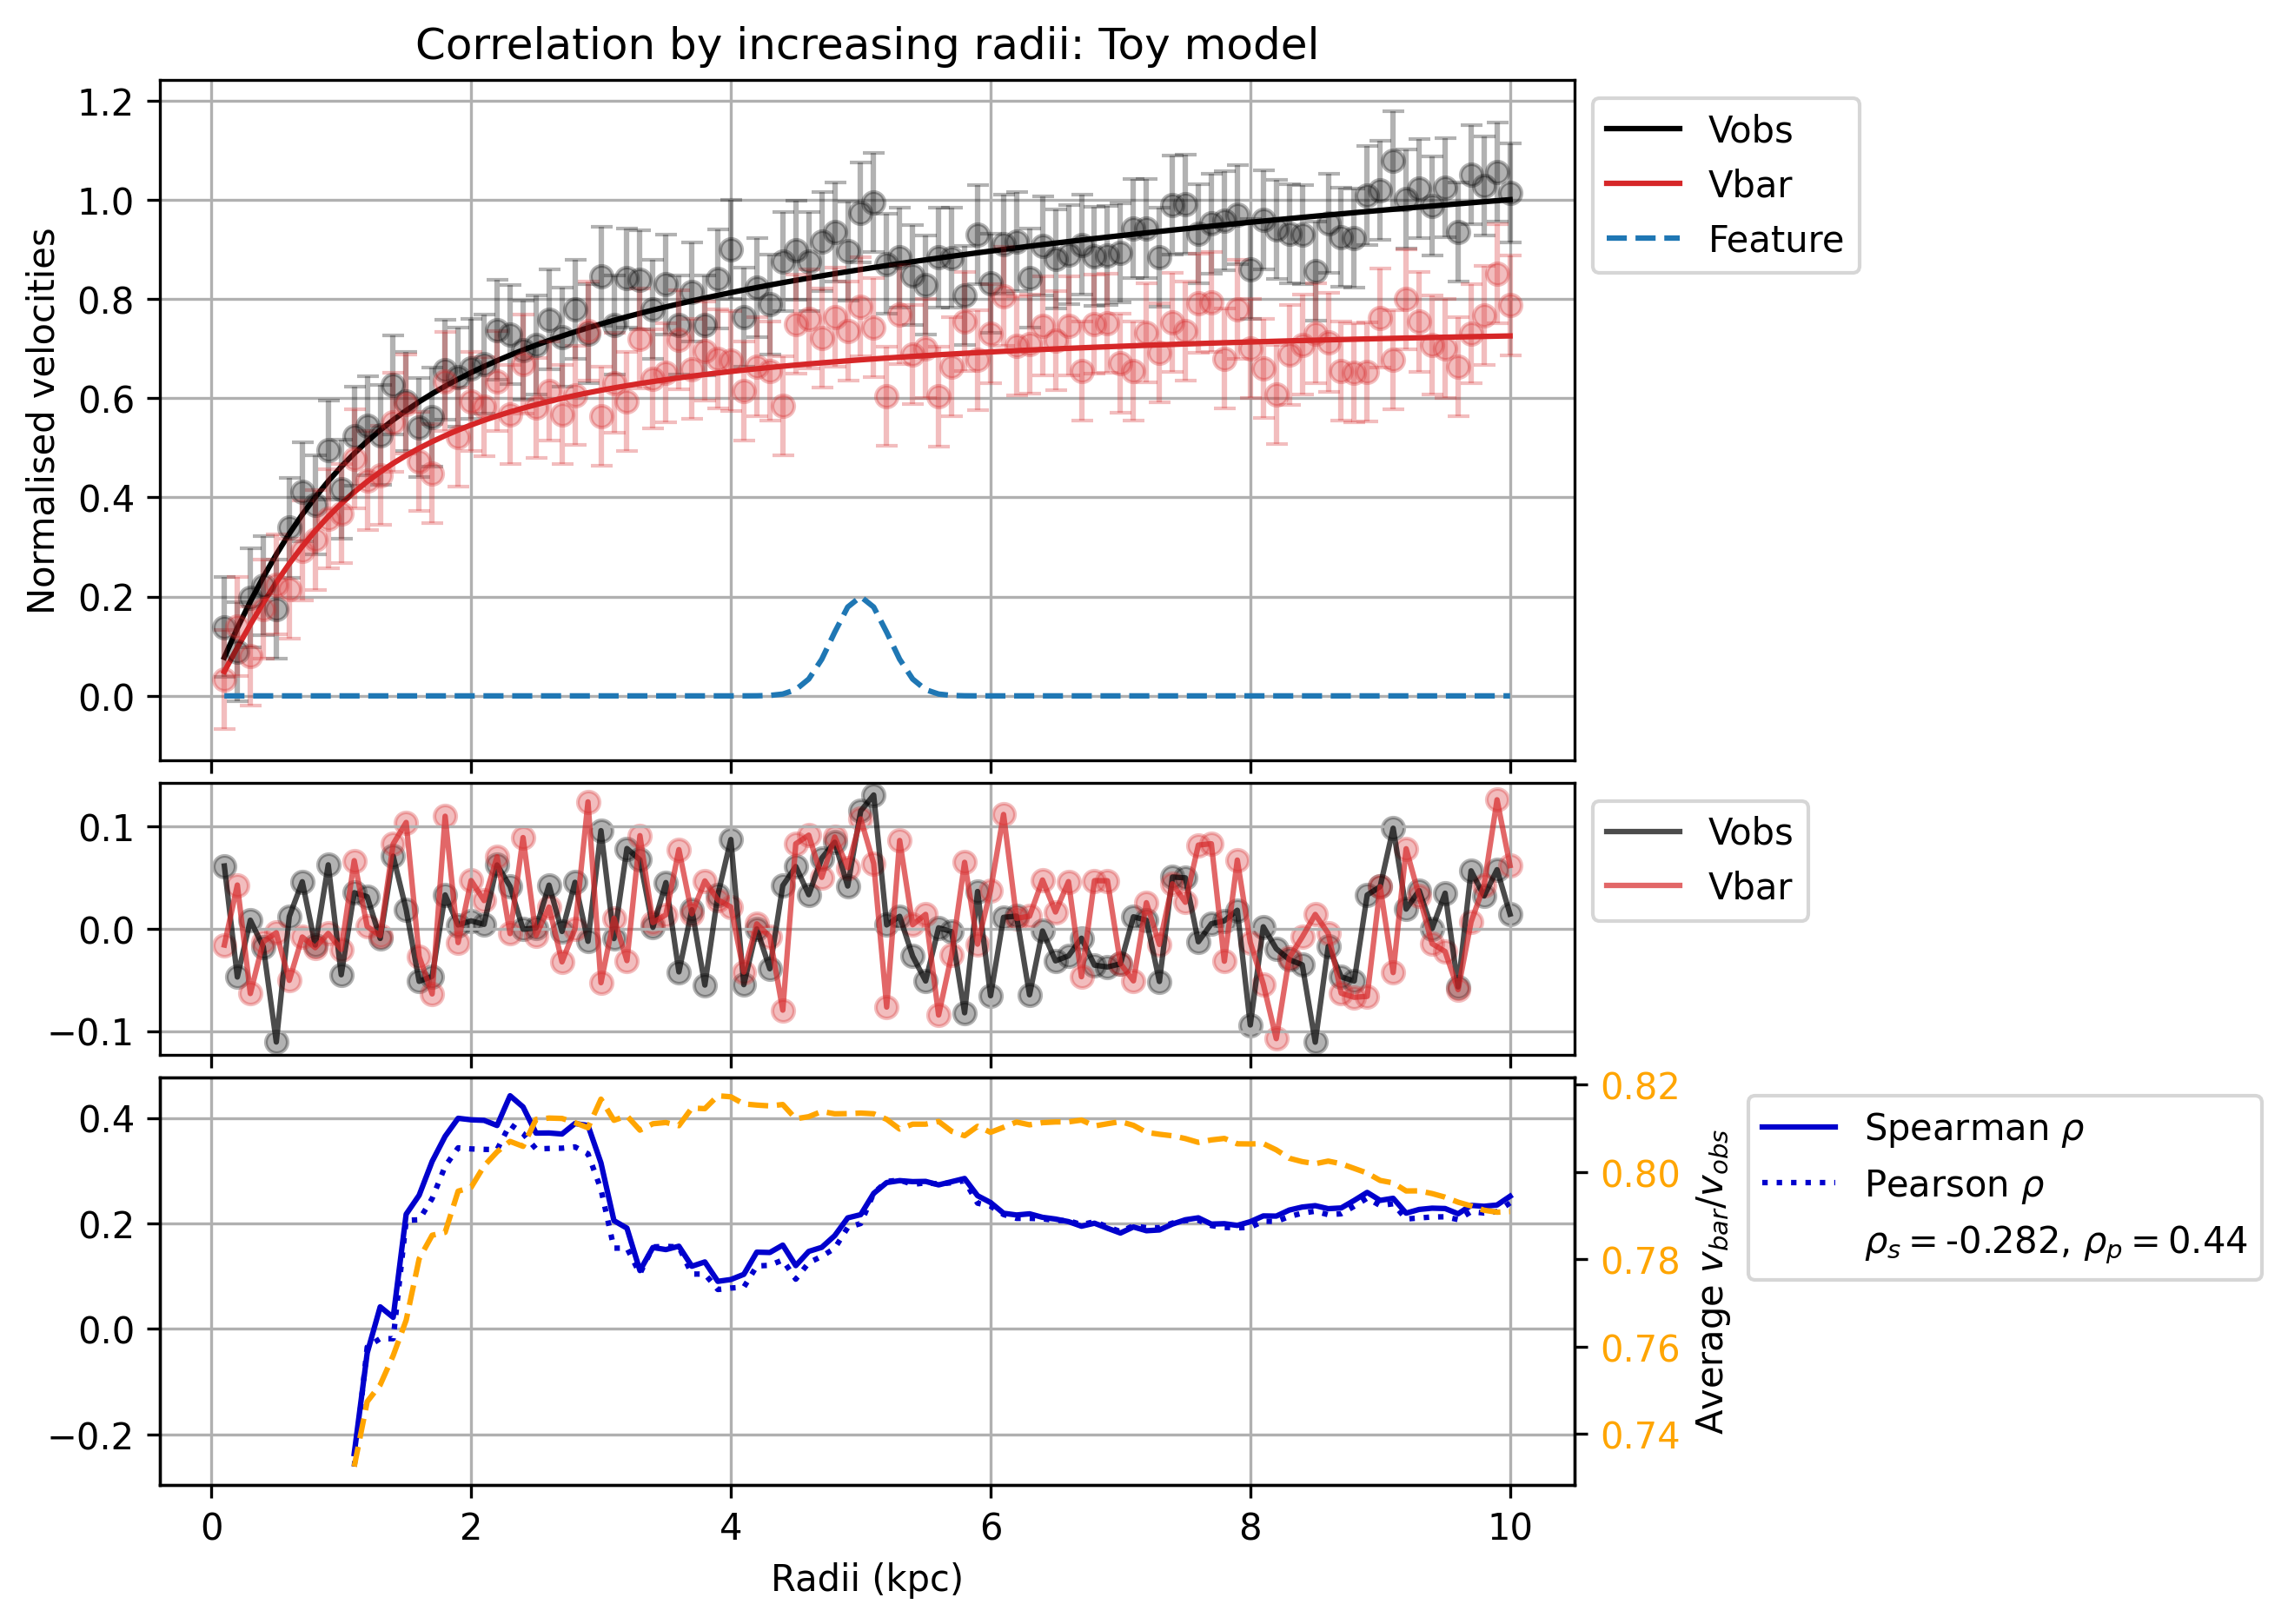 Correlation by increasing radii: Toy model
1.2
1.0
0.8
0.6
0.4
0.2
0.0
Normalised velocities
Vobs
Vbar
Feature
0.1
0.0
−0.1
Vobs
Vbar
0.4
0.2
0.0
−0.2
0.82
0.80
0.78
0.76
0.74
Average v_bar/v_obs
Spearman ρ
Pearson ρ
ρ_s = -0.282, ρ_p = 0.44
0 2 4 6 8 10
Radii (kpc)